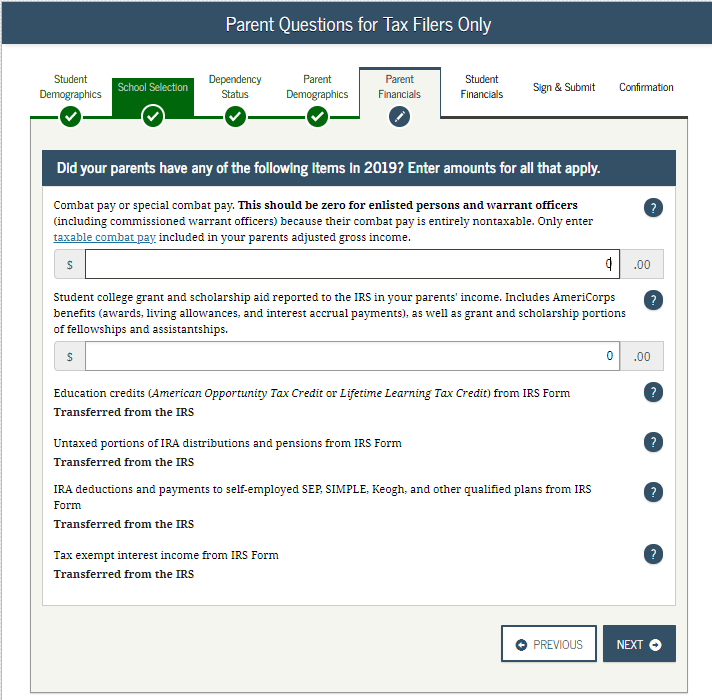 Parent Questions for Tax Filers Only
Student Demographics
School Selection
Dependency Status
Parent Demographics
Parent Financials
Student Financials
Sign & Submit
Confirmation
Did your parents have any of the following items in 2019? Enter amounts for all that apply.
Combat pay or special combat pay. This should be zero for enlisted persons and warrant officers
(including commissioned warrant officers) because their combat pay is entirely nontaxable. Only enter
taxable combat pay included in your parents adjusted gross income.
?
$ 0 .00
Student college grant and scholarship aid reported to the IRS in your parents' income. Includes AmeriCorps
benefits (awards, living allowances, and interest accrual payments), as well as grant and scholarship portions
of fellowships and assistantships.
?
$ 0 .00
Education credits (American Opportunity Tax Credit or Lifetime Learning Tax Credit) from IRS Form
?
Transferred from the IRS
Untaxed portions of IRA distributions and pensions from IRS Form
?
Transferred from the IRS
IRA deductions and payments to self-employed SEP, SIMPLE, Keogh, and other qualified plans from IRS
Form
?
Transferred from the IRS
Tax exempt interest income from IRS Form
?
Transferred from the IRS
PREVIOUS
NEXT